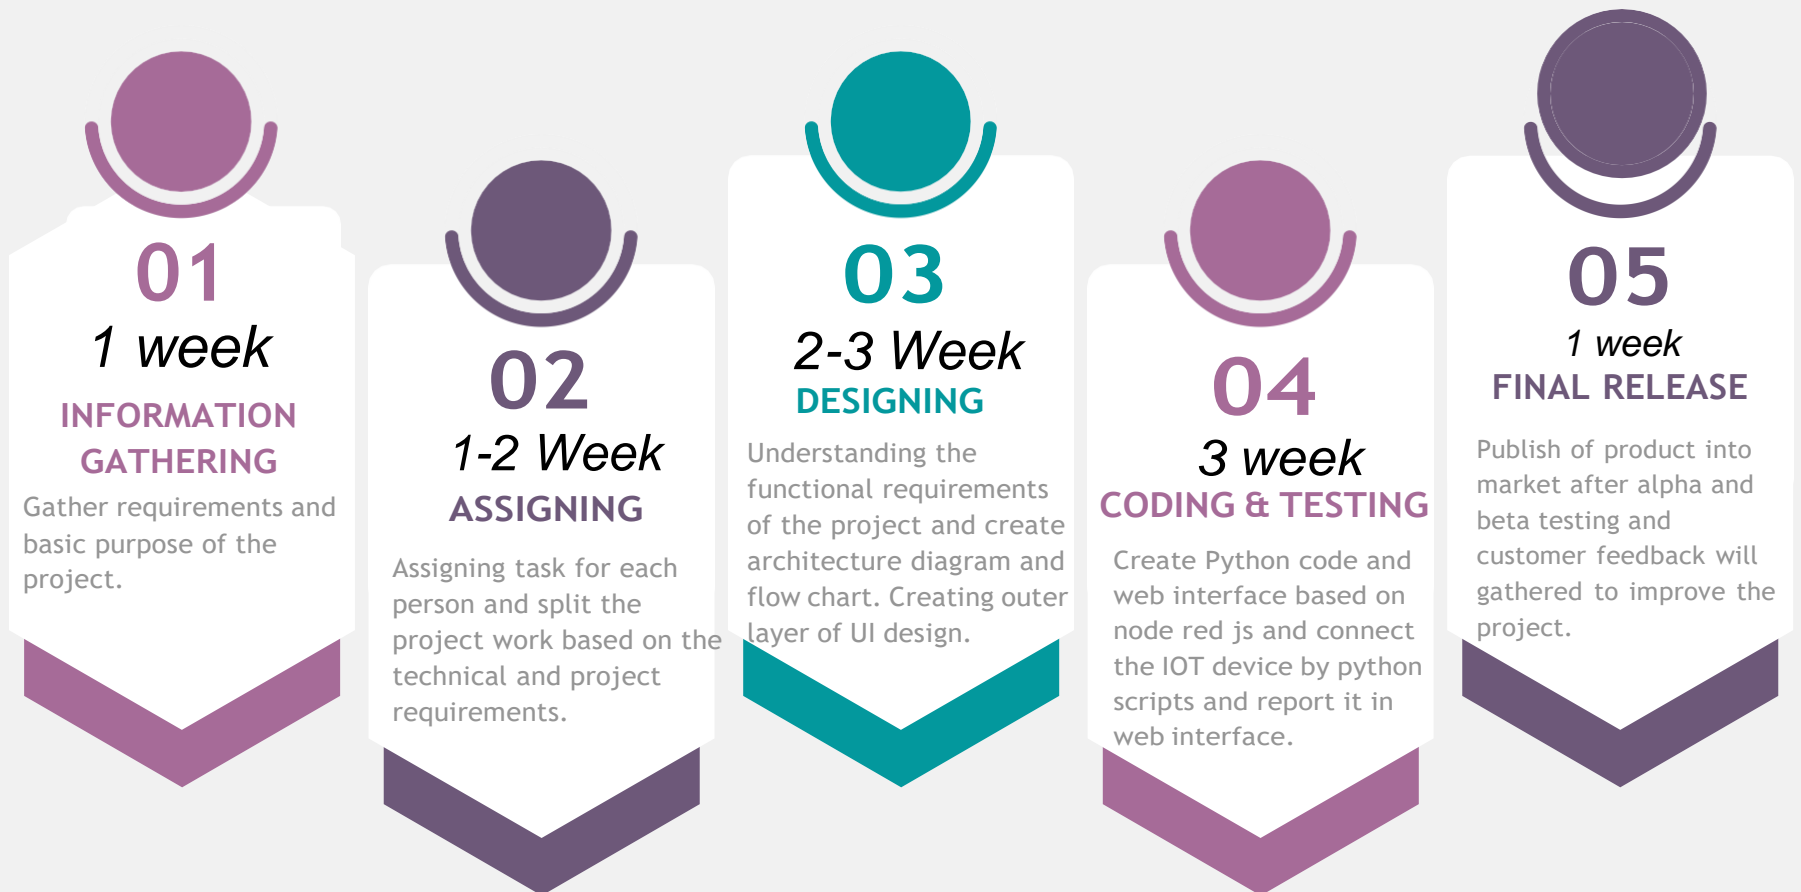 01
1 week
INFORMATION
GATHERING
Gather requirements and
basic purpose of the
project.
02
1-2 Week
ASSIGNING
Assigning task for each
person and split the
project work based on the
technical and project
requirements.
03
2-3 Week
DESIGNING
Understanding the
functional requirements
of the project and create
architecture diagram and
flow chart. Creating outer
layer of UI design.
04
3 week
CODING & TESTING
Create Python code and
web interface based on
node red js and connect
the IOT device by python
scripts and report it in
web interface.
05
1 week
FINAL RELEASE
Publish of product into
market after alpha and
beta testing and
customer feedback will
gathered to improve the
project.